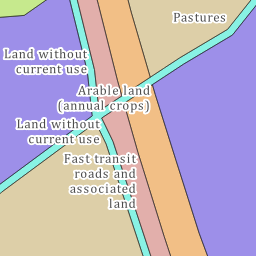 Pastures
Land without
current use
Arable land
(annual crops)
Land without
current use
Fast transit
roads and
associated
land